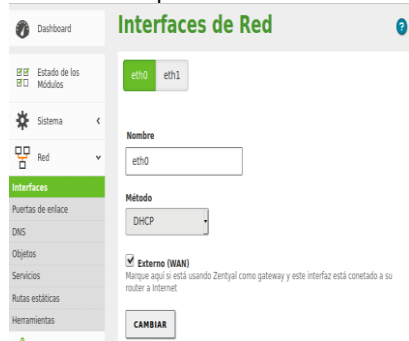 Dashboard
Interfaces de Red
?
Estado de los
Módulos
eth0 eth1
Sistema
Red
Nombre
eth0
Interfaces
Puertas de enlace
Método
DHCP
DNS
Objetos
Externo (WAN)
Servicios
Marque aquí si está usando Zentyal como gateway y este interfaz está conetado a su
router a Internet
Rutas estáticas
Herramientas
CAMBIAR